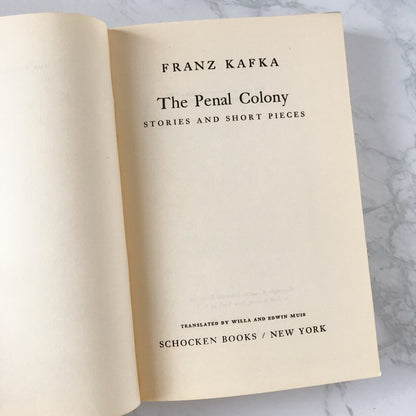 FRANZ KAFKA
The Penal Colony
STORIES AND SHORT PIECES
TRANSLATED BY WILLA AND EDWIN MUIR
SCHOCKEN BOOKS / NEW YORK